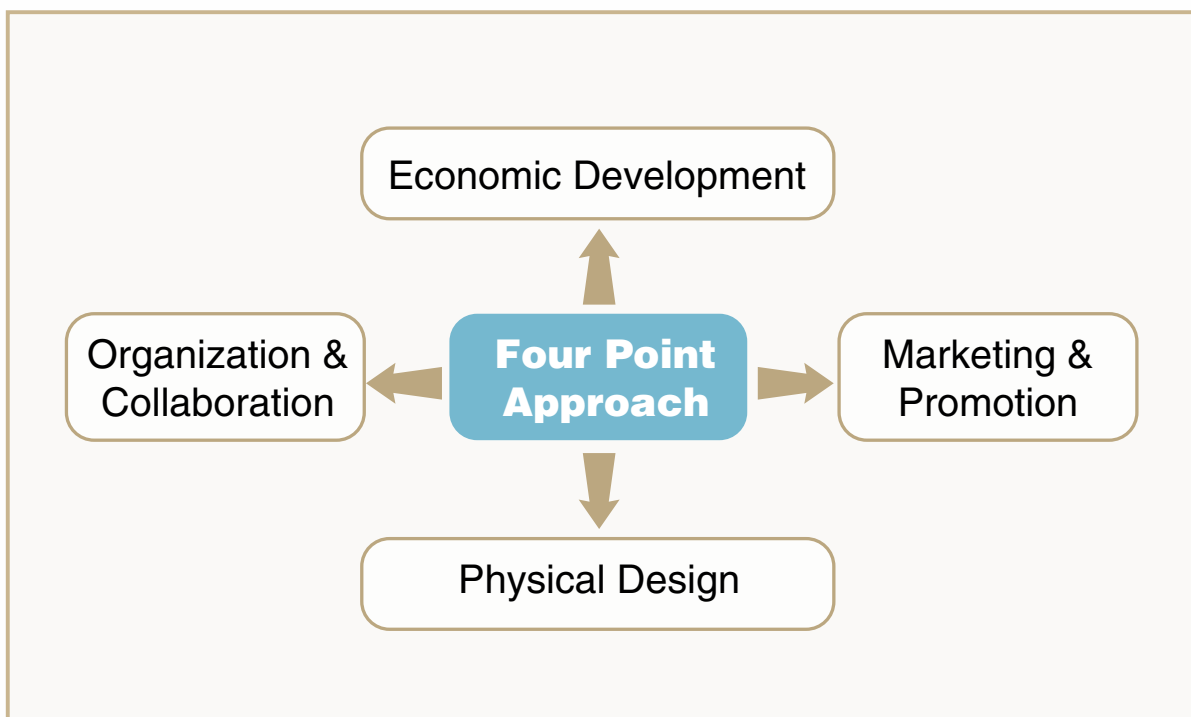 Economic Development
Organization &
Collaboration
Four Point
Approach
Marketing &
Promotion
Physical Design